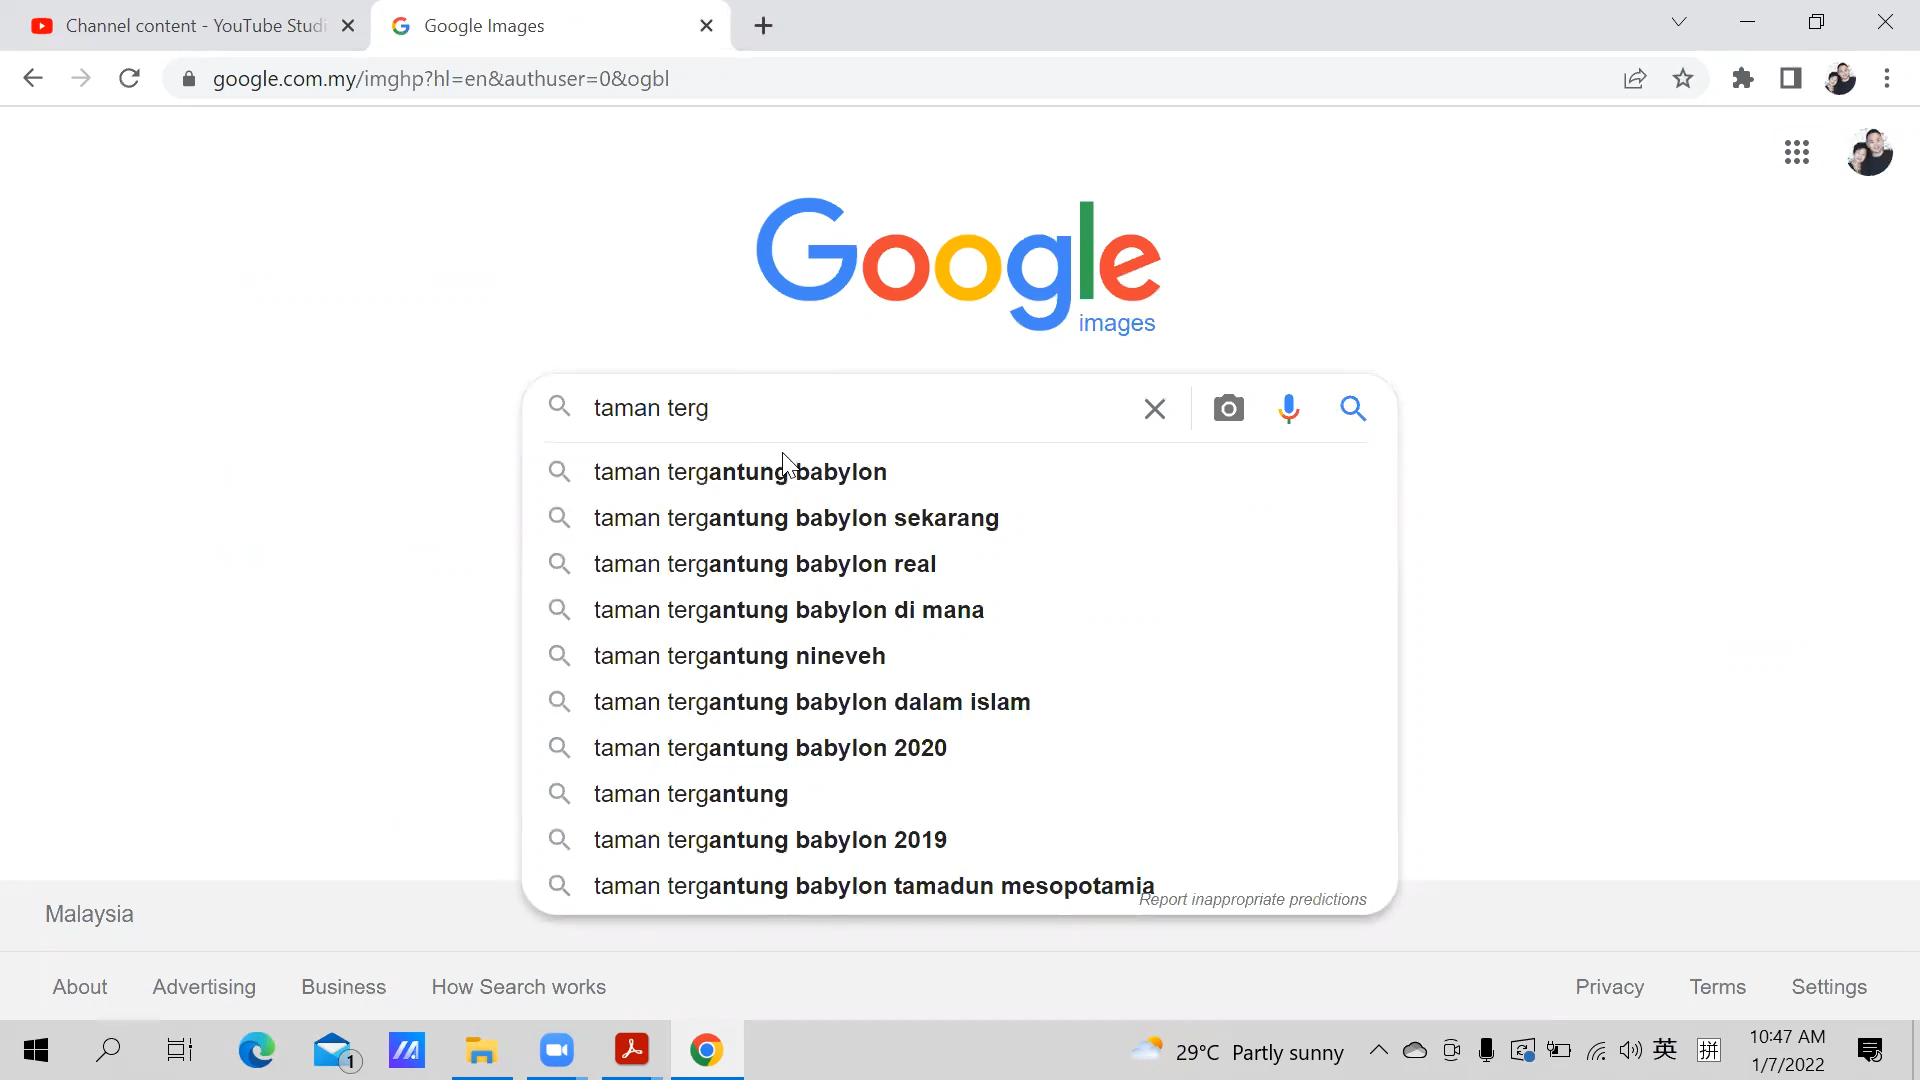 Channel content - YouTube Studi
Google Images
google.com.my/imghp?hl=en&authuser=0&ogbl
Google
images
taman terg
taman tergantung babylon
taman tergantung babylon sekarang
taman tergantung babylon real
taman tergantung babylon di mana
taman tergantung nineveh
taman tergantung babylon dalam islam
taman tergantung babylon 2020
taman tergantung
taman tergantung babylon 2019
taman tergantung babylon tamadun mesopotamia
Report inappropriate predictions
Malaysia
About Advertising Business How Search works Privacy Terms Settings
1 29°C Partly sunny 英 拼 10:47 AM
1/7/2022